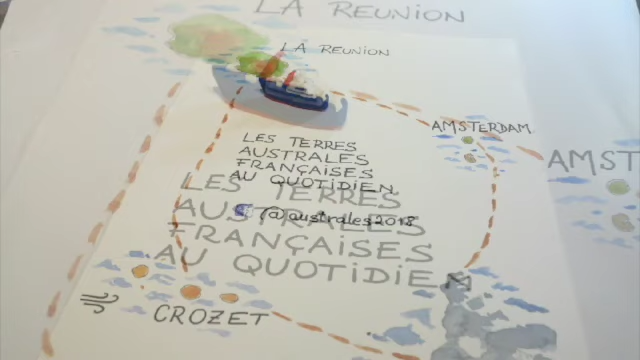 LA REUNION
LA REUNION
AMSTERDAM
AMST
LES TERRES
AUSTRALES
FRANÇAISES
AU QUOTIDIEN
@australes2018
LES TERRES
AUSTRALES
FRANÇAISES
AU QUOTIDIEN
CROZET